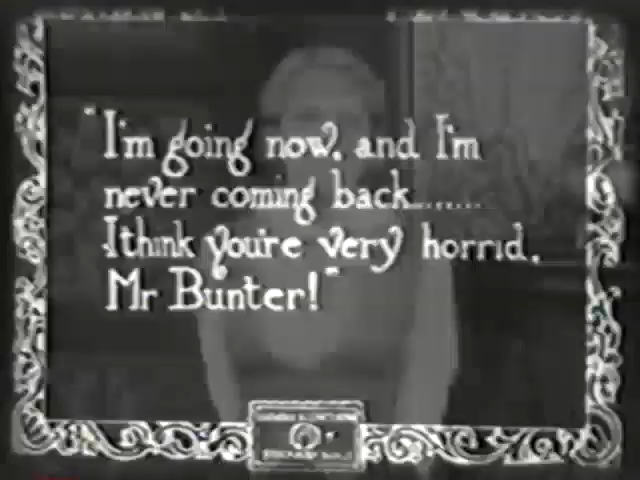 "I'm going now, and I'm
never coming back.......
I think you're very horrid,
Mr Bunter!"